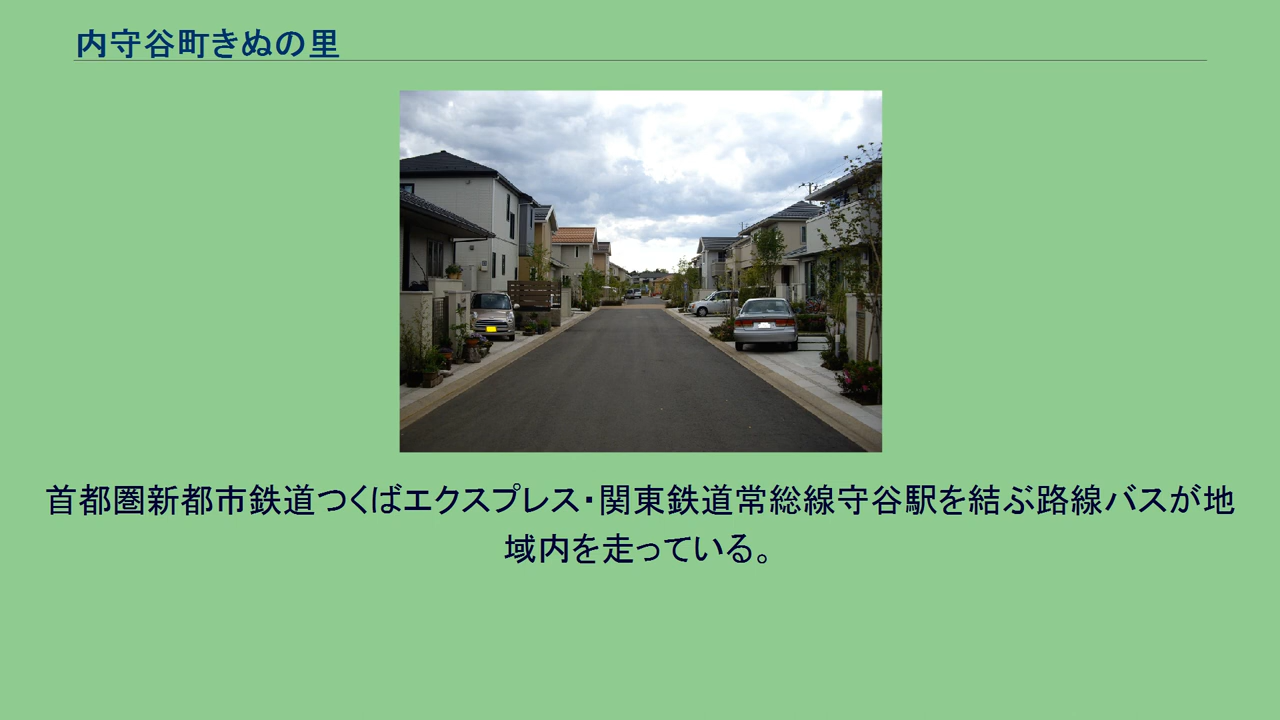 内守谷町きぬの里
首都圏新都市鉄道つくばエクスプレス・関東鉄道常総線守谷駅を結ぶ路線バスが地
域内を走っている。